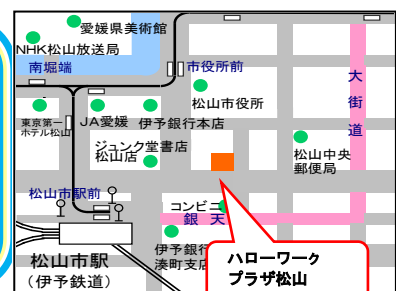 愛媛県美術館
NHK松山放送局
南堀端
市役所前
大街道
松山市役所
東京第一
ホテル松山
JA愛媛
伊予銀行本店
ジュンク堂書店
松山店
松山中央
郵便局
松山市駅前
コンビニ
銀天
伊予銀行
湊町支店
松山市駅
(伊予鉄道)
ハローワーク
プラザ松山